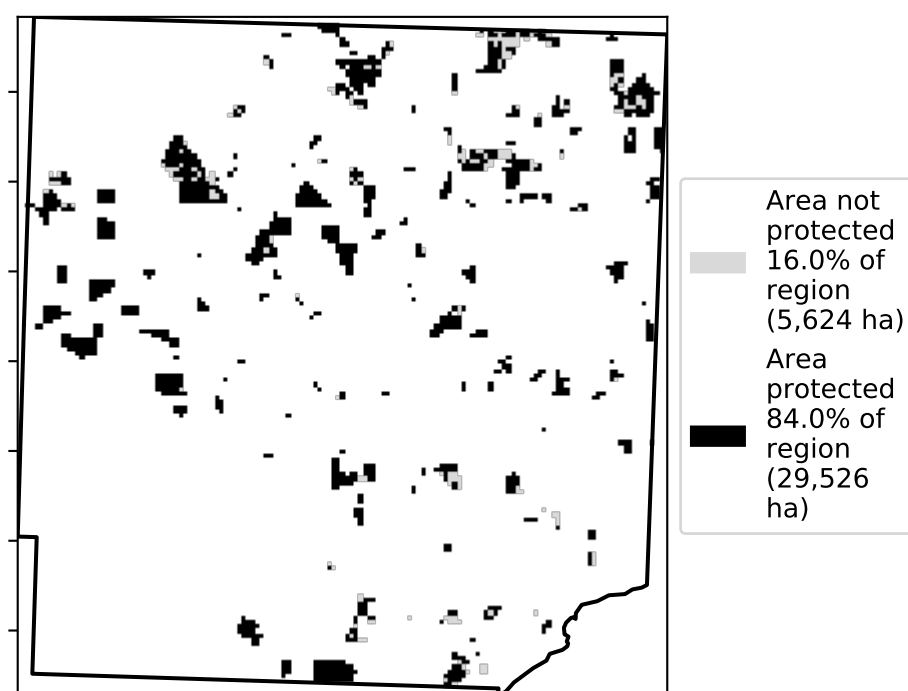 Area not
protected
16.0% of
region
(5,624 ha)
Area
protected
84.0% of
region
(29,526
ha)